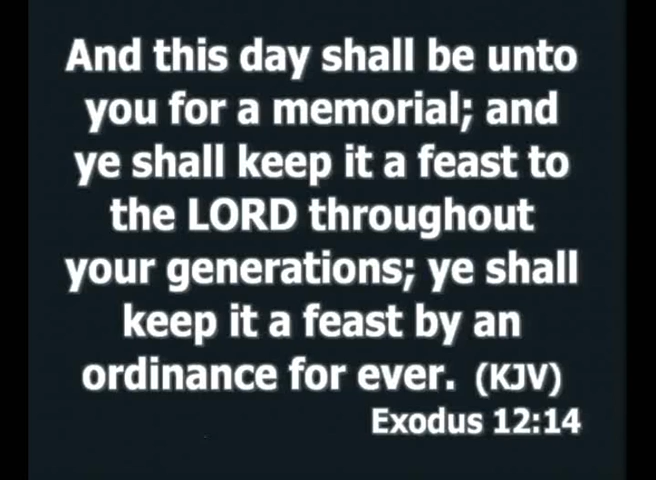 And this day shall be unto
you for a memorial; and
ye shall keep it a feast to
the LORD throughout
your generations; ye shall
keep it a feast by an
ordinance for ever. (KJV)
Exodus 12:14